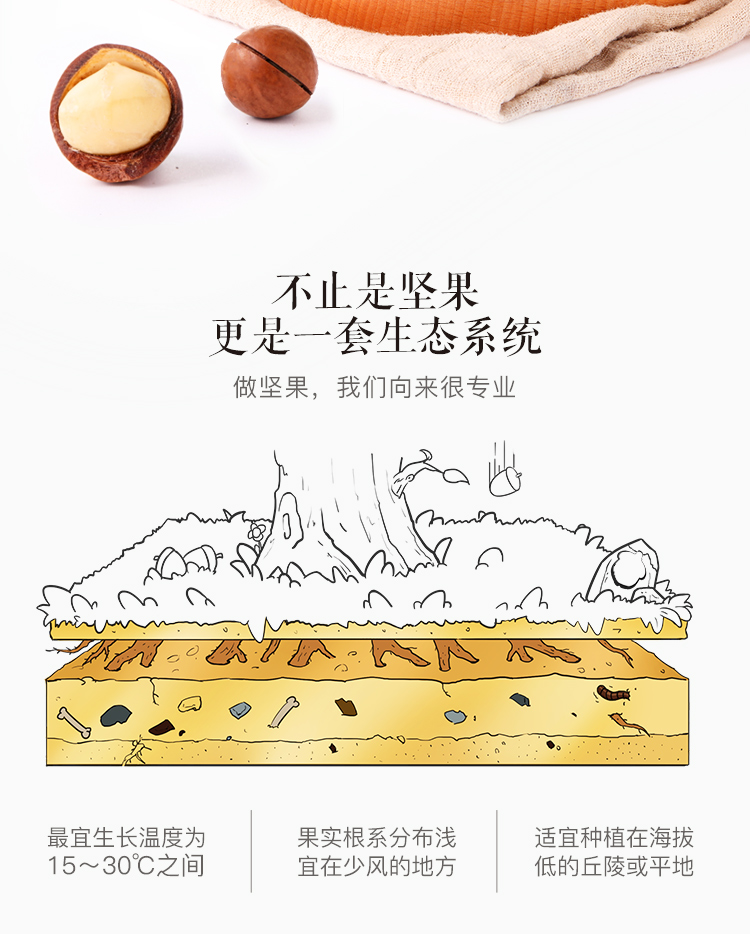 不止是坚果
更是一套生态系统
做坚果，我们向来很专业
最宜生长温度为
15～30℃之间
果实根系分布浅
宜在少风的地方
适宜种植在海拔
低的丘陵或平地